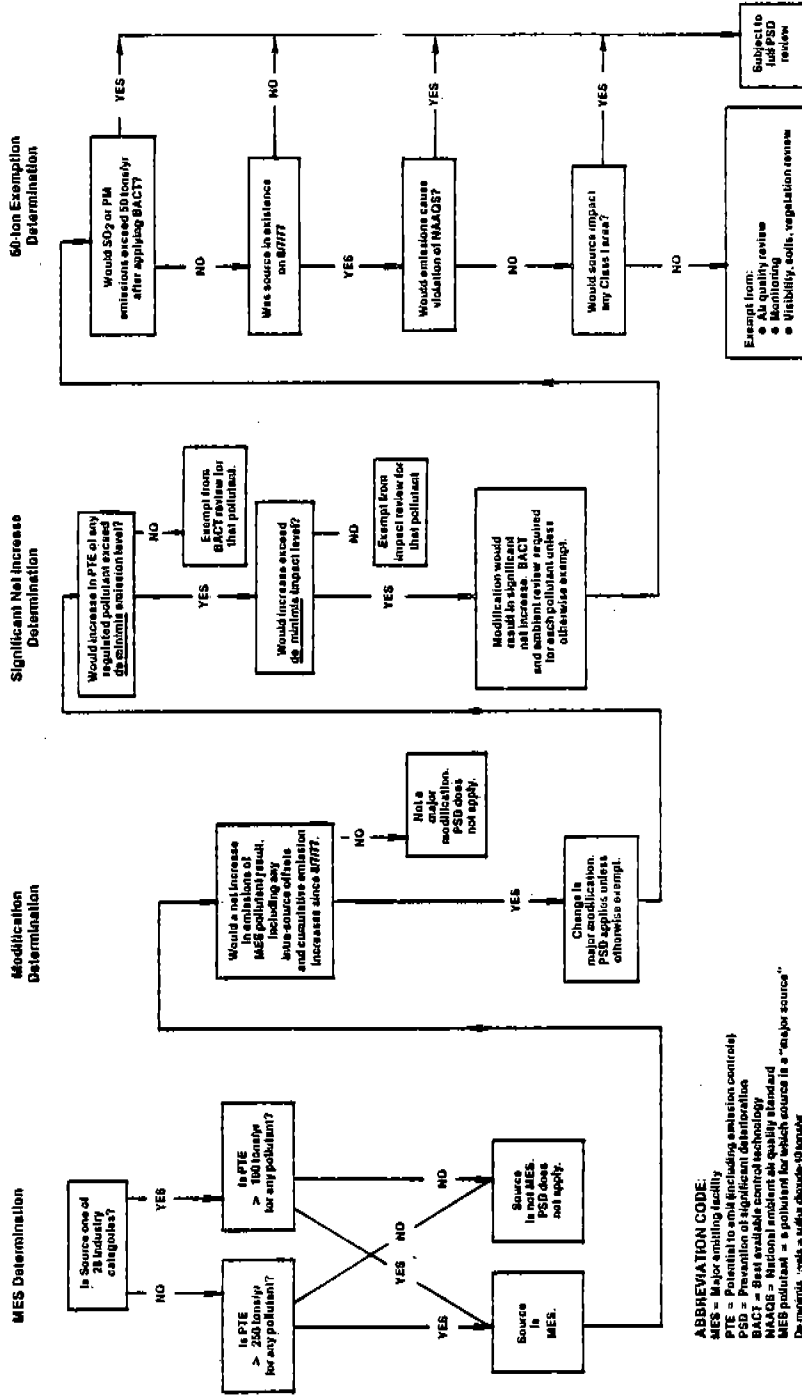 MES Determination
Is Source one of
28 industry
categories?
NO
YES
Is PTE
> 250 tons/yr
for any pollutant?
Is PTE
> 100 tons/yr
for any pollutant?
YES
NO
YES
NO
Source
is
MES.
Source
is not MES.
PSD does
not apply.
Modification
Determination
Would a net increase
in emissions of
MES pollutant result,
including any
intra-source offsets
and cumulative emission
increases since 8/7/77.
NO
Not a
major
modification.
PSD does
not apply.
YES
Change is
major modification.
PSD applies unless
otherwise exempt.
Significant Net Increase
Determination
Would increase in PTE of any
regulated pollutant exceed
de minimis emission level?
NO
Exempt from
BACT review for
that pollutant.
YES
Would increase exceed
de minimis impact level?
NO
Exempt from
impact review for
that pollutant
YES
Modification would
result in significant
net increase. BACT
and ambient review required
for each pollutant unless
otherwise exempt.
50-ton Exemption
Determination
Would SO2 or PM
emissions exceed 50 tons/yr
after applying BACT?
YES
NO
Was source in existence
on 8/7/77
NO
YES
Would emissions cause
violation of NAAQS?
YES
NO
Would source impact
any Class I area?
YES
NO
Exempt from:
● Air quality review
● Monitoring
● Visibility, soils, vegetation review
Subject to
full PSD
review
ABBREVIATION CODE:
MES = Major emitting facility
PTE = Potential to emit (including emission controls)
PSD = Prevention of significant deterioration
BACT = Best available control technology
NAAQS = National ambient air quality standard
MES pollutant = a pollutant for which source is a "major source"
De minimis